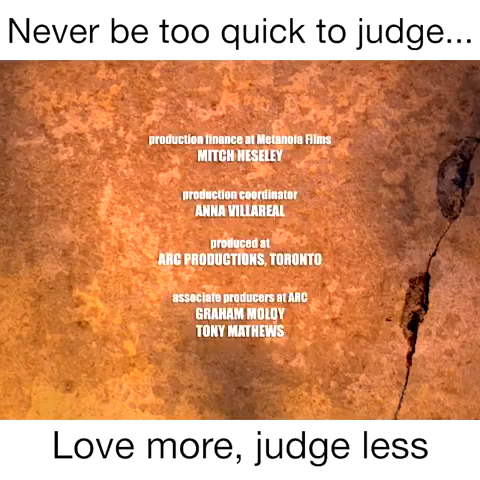 Never be too quick to judge...
production finance at Metanoia Films
MITCH HESELEY
production coordinator
ANNA VILLAREAL
produced at
ARC PRODUCTIONS, TORONTO
associate producers at ARC
GRAHAM MOLOY
TONY MATHEWS
Love more, judge less